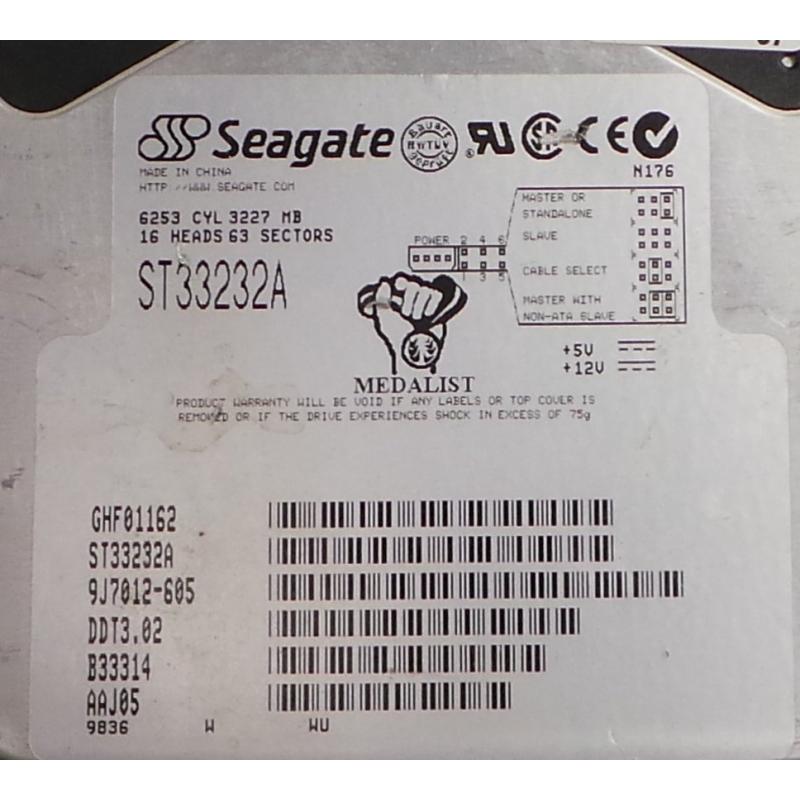 Seagate
bauart
geprüft
N176
MADE IN CHINA
HTTP://WWW.SEAGATE.COM
6253 CYL 3227 MB
16 HEADS 63 SECTORS
ST33232A
POWER 2 4 6
1 3 5
MASTER OR
STANDALONE
SLAVE
CABLE SELECT
MASTER WITH
NON-ATA SLAVE
+5V
+12V
MEDALIST
PRODUCT WARRANTY WILL BE VOID IF ANY LABELS OR TOP COVER IS
REMOVED OR IF THE DRIVE EXPERIENCES SHOCK IN EXCESS OF 75g
GHF01162
ST33232A
9J7012-605
DDT3.02
B33314
AAJ05
9836 W WU